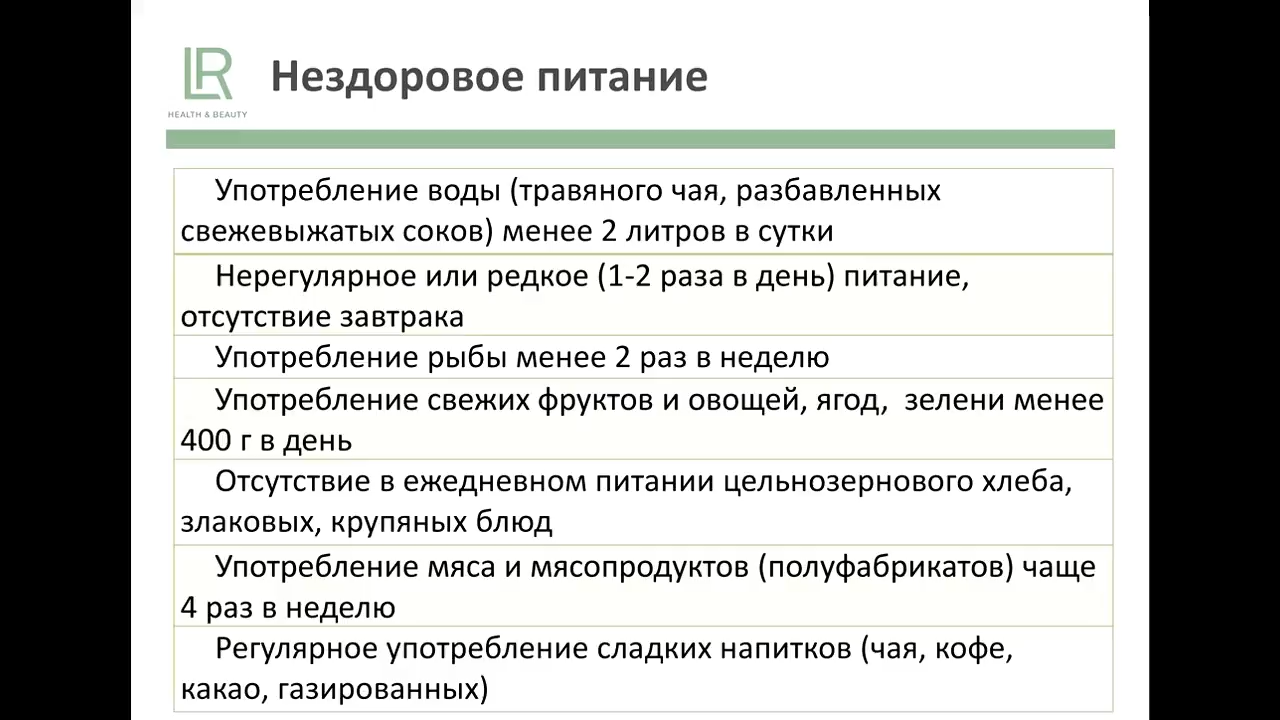 LR
HEALTH & BEAUTY
Нездоровое питание
Употребление воды (травяного чая, разбавленных
свежевыжатых соков) менее 2 литров в сутки
Нерегулярное или редкое (1-2 раза в день) питание,
отсутствие завтрака
Употребление рыбы менее 2 раз в неделю
Употребление свежих фруктов и овощей, ягод,  зелени менее
400 г в день
Отсутствие в ежедневном питании цельнозернового хлеба,
злаковых, крупяных блюд
Употребление мяса и мясопродуктов (полуфабрикатов) чаще
4 раз в неделю
Регулярное употребление сладких напитков (чая, кофе,
какао, газированных)